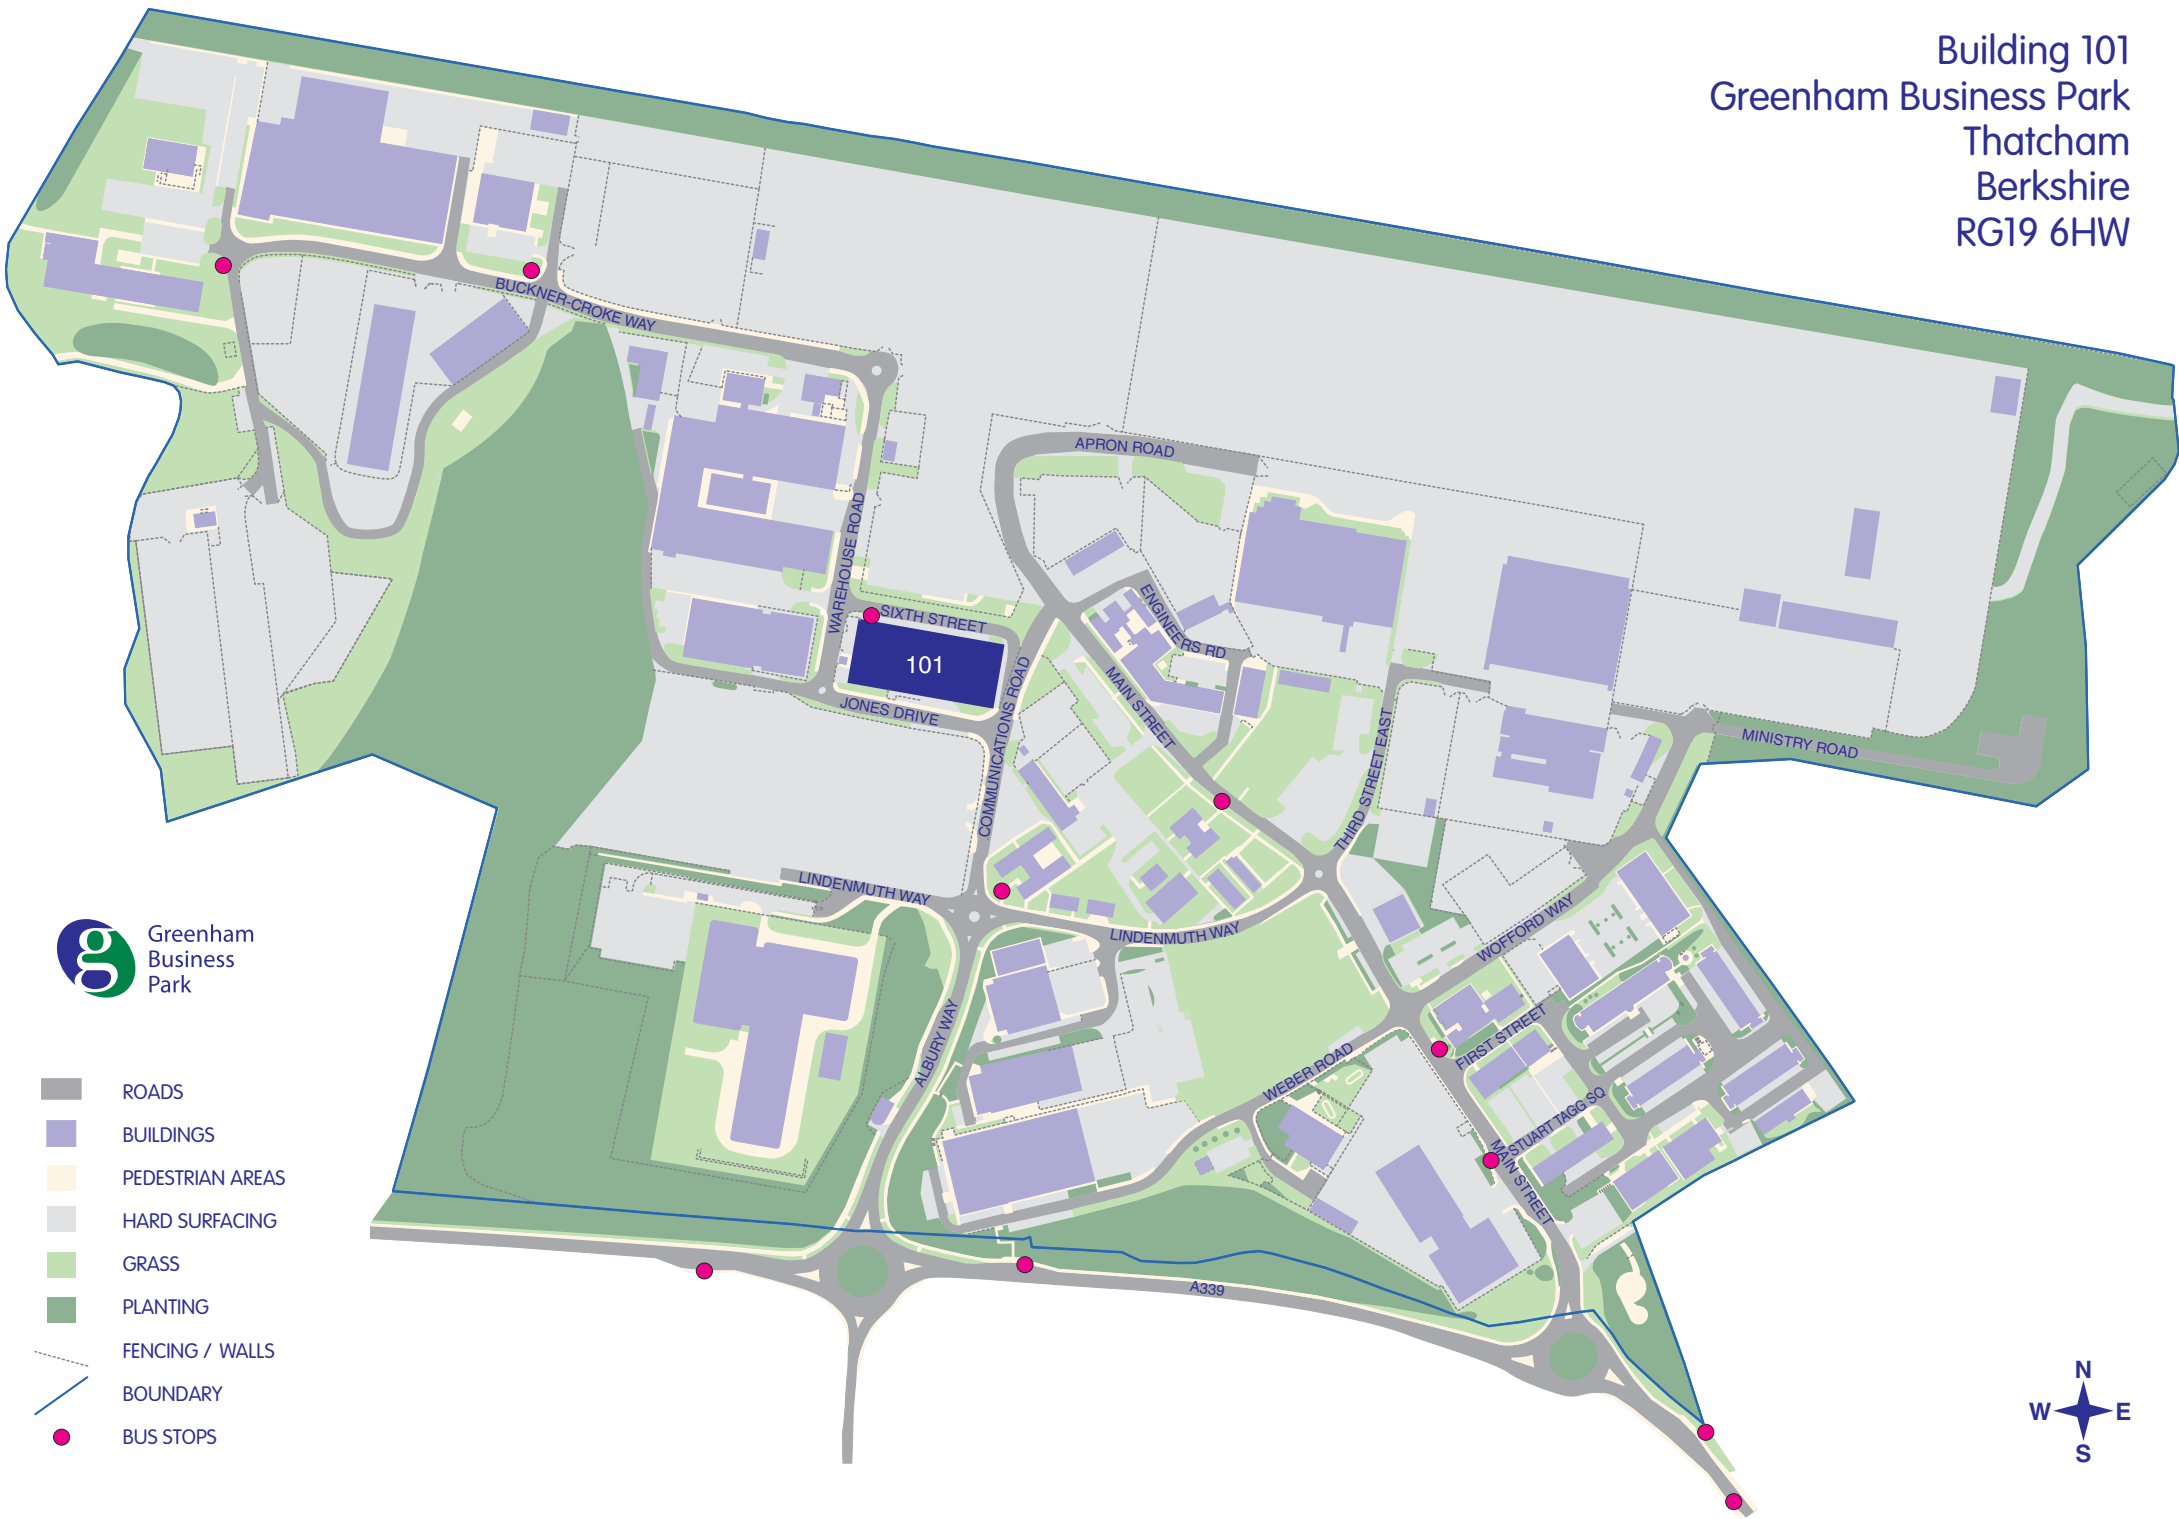 Building 101
Greenham Business Park
Thatcham
Berkshire
RG19 6HW
BUCKNER-CROKE WAY
APRON ROAD
WAREHOUSE ROAD
SIXTH STREET
ENGINEERS RD
101
MAIN STREET
JONES DRIVE
COMMUNICATIONS ROAD
THIRD STREET EAST
MINISTRY ROAD
LINDENMUTH WAY
LINDENMUTH WAY
WOFFORD WAY
ALBURY WAY
FIRST STREET
WEBER ROAD
STUART TAGG SQ
MAIN STREET
A339
g
Greenham
Business
Park
ROADS
BUILDINGS
PEDESTRIAN AREAS
HARD SURFACING
GRASS
PLANTING
FENCING / WALLS
BOUNDARY
BUS STOPS
N
W E
S